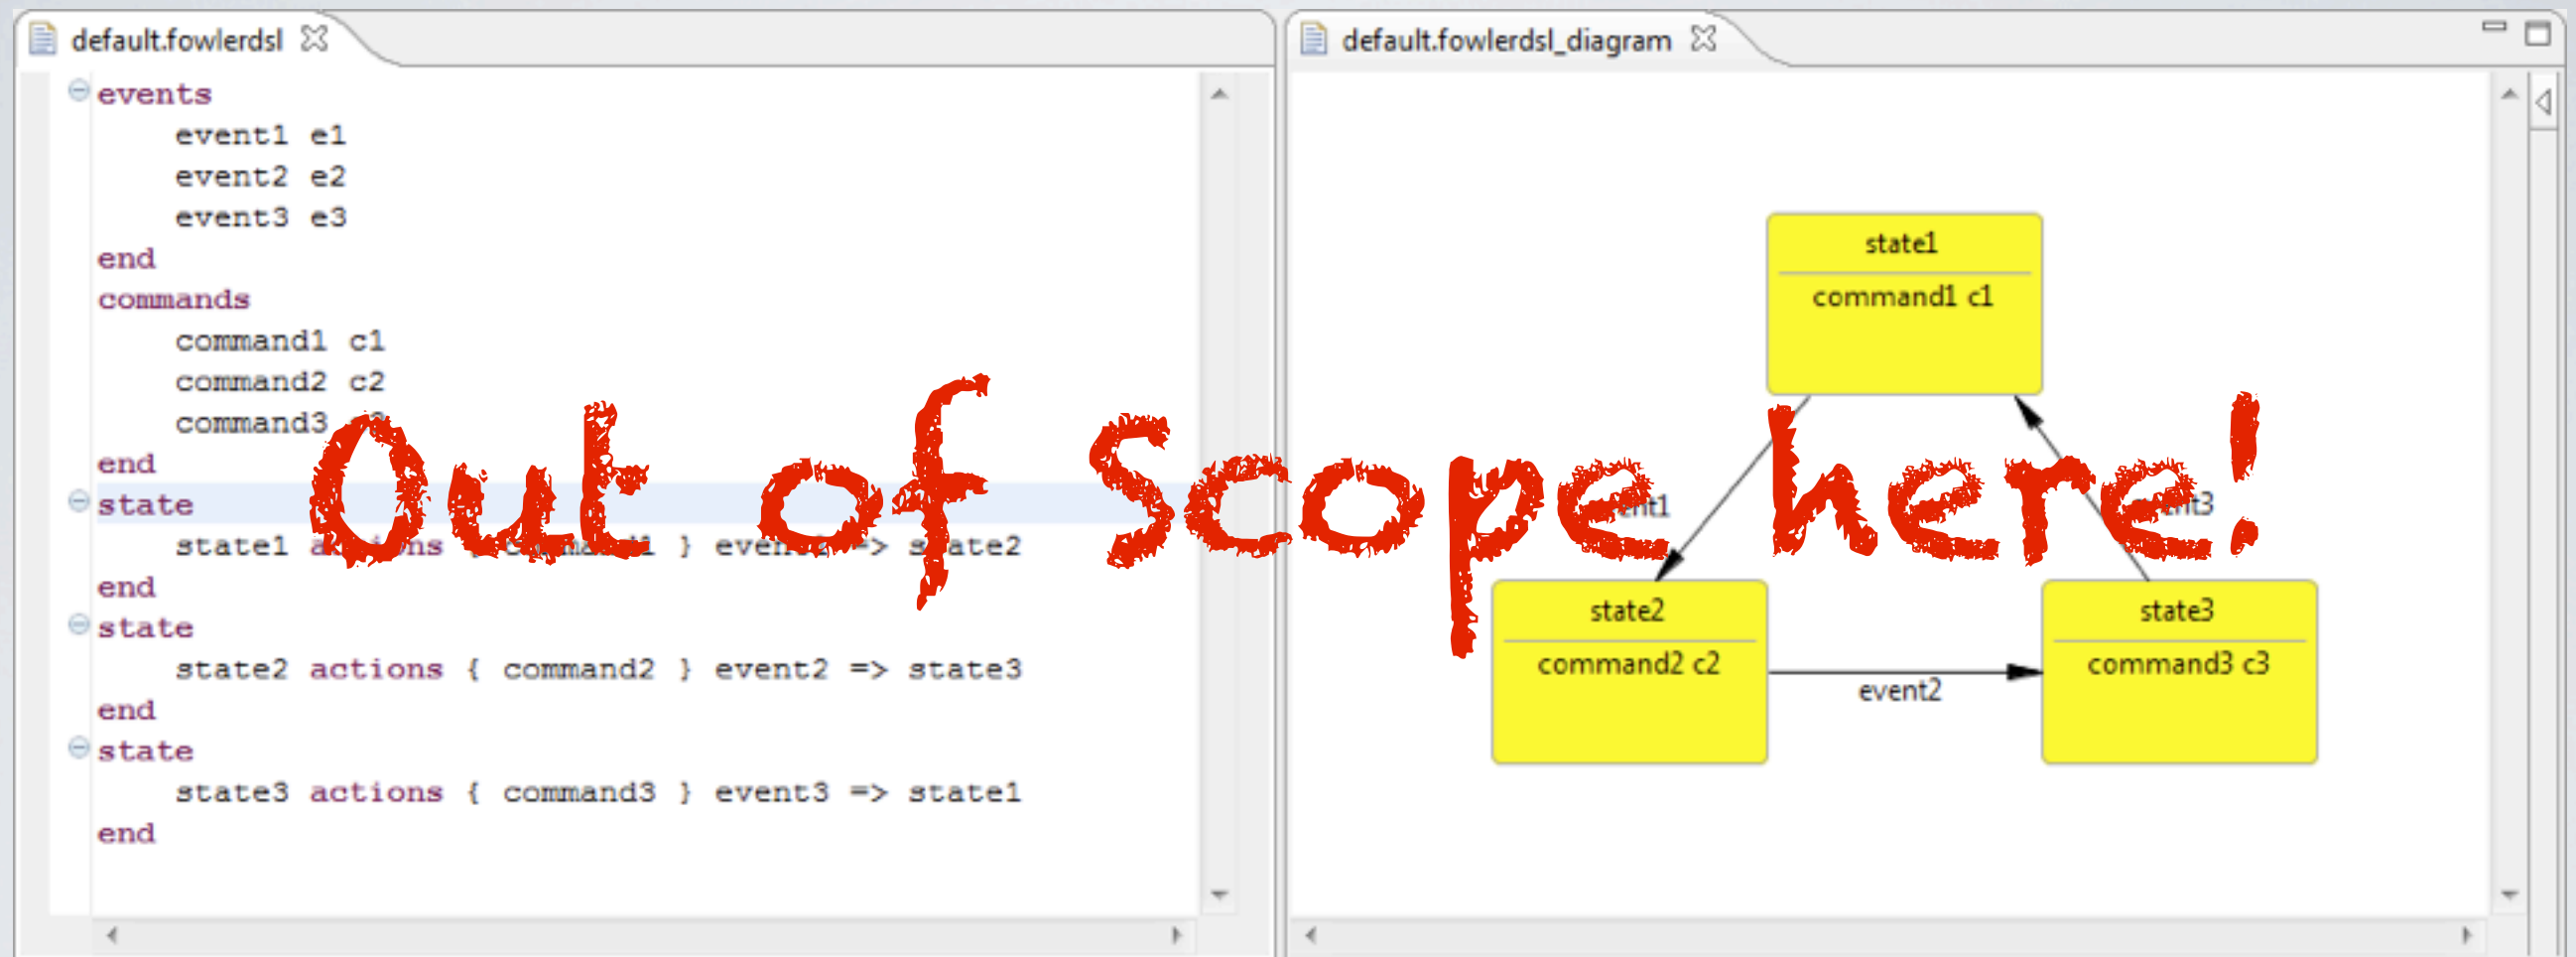 default.fowlerdsl
events
event1 e1
event2 e2
event3 e3
end
commands
command1 c1
command2 c2
command3
end
state
state1 actions { command1 } => state2
end
state
state2 actions { command2 } event2 => state3
end
state
state3 actions { command3 } event3 => state1
end
default.fowlerdsl_diagram
state1
command1 c1
state2
command2 c2
event2
state3
command3 c3
Out of Scope here!